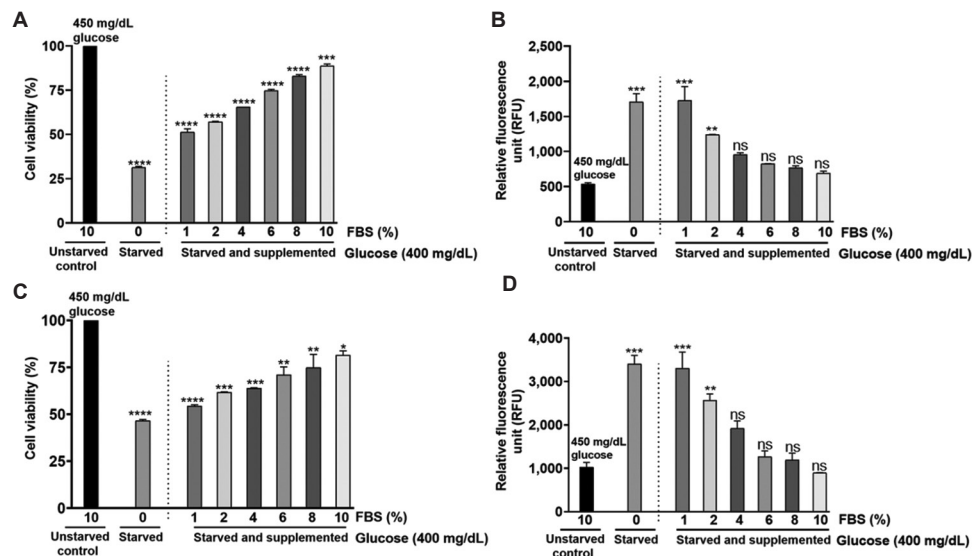 A
450 mg/dL
glucose
Cell viability (%)
100
75
50
25
0
****
****
****
****
****
****
***
10
0
1
2
4
6
8
10
FBS (%)
Unstarved
control
Starved
Starved and supplemented
Glucose (400 mg/dL)
B
Relative fluorescence
unit (RFU)
2,500
2,000
1,500
1,000
500
0
450 mg/dL
glucose
***
***
**
ns
ns
ns
ns
10
0
1
2
4
6
8
10
FBS (%)
Unstarved
control
Starved
Starved and supplemented
Glucose (400 mg/dL)
C
450 mg/dL
glucose
Cell viability (%)
100
75
50
25
0
****
****
***
***
**
**
*
10
0
1
2
4
6
8
10
FBS (%)
Unstarved
control
Starved
Starved and supplemented
Glucose (400 mg/dL)
D
Relative fluorescence
unit (RFU)
4,000
3,000
2,000
1,000
0
450 mg/dL
glucose
***
***
**
ns
ns
ns
ns
10
0
1
2
4
6
8
10
FBS (%)
Unstarved
control
Starved
Starved and supplemented
Glucose (400 mg/dL)